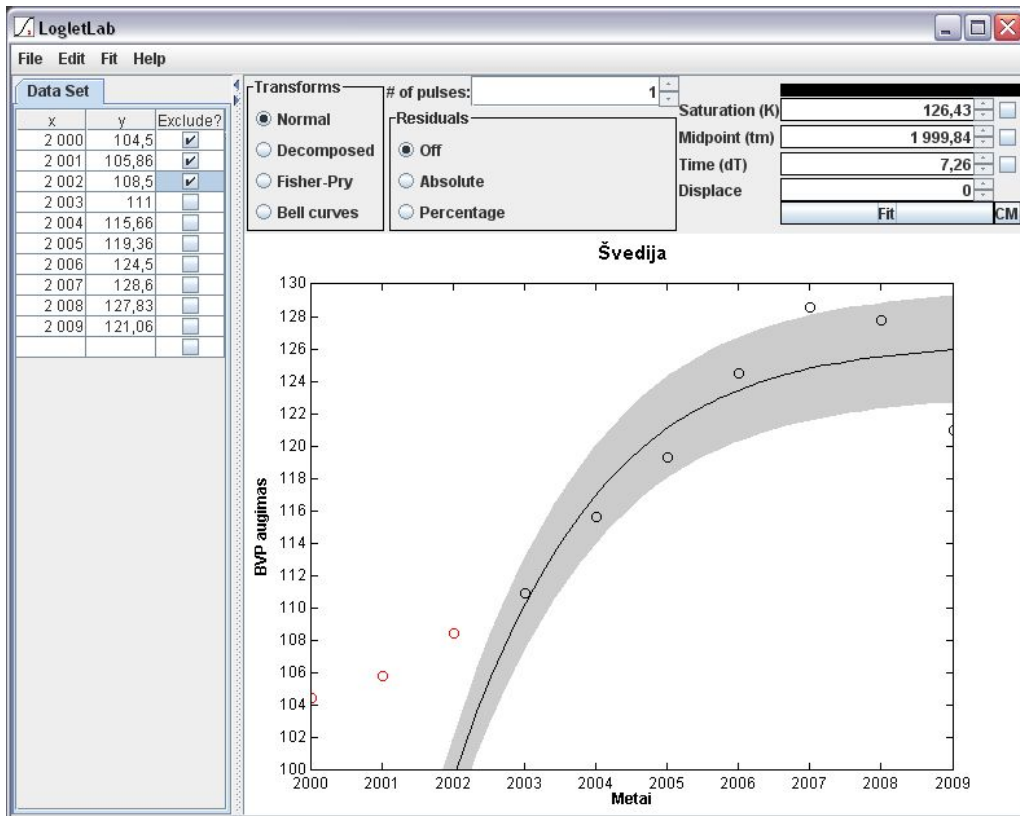 LogletLab
File Edit Fit Help
Data Set
x y Exclude?
2 000 104,5
2 001 105,86
2 002 108,5
2 003 111
2 004 115,66
2 005 119,36
2 006 124,5
2 007 128,6
2 008 127,83
2 009 121,06
Transforms
Normal
Decomposed
Fisher-Pry
Bell curves
# of pulses: 1
Residuals
Off
Absolute
Percentage
Saturation (K) 126,43
Midpoint (tm) 1 999,84
Time (dT) 7,26
Displace 0
Fit CM
Švedija
BVP augimas
130
128
126
124
122
120
118
116
114
112
110
108
106
104
102
100
2000 2001 2002 2003 2004 2005 2006 2007 2008 2009
Metai